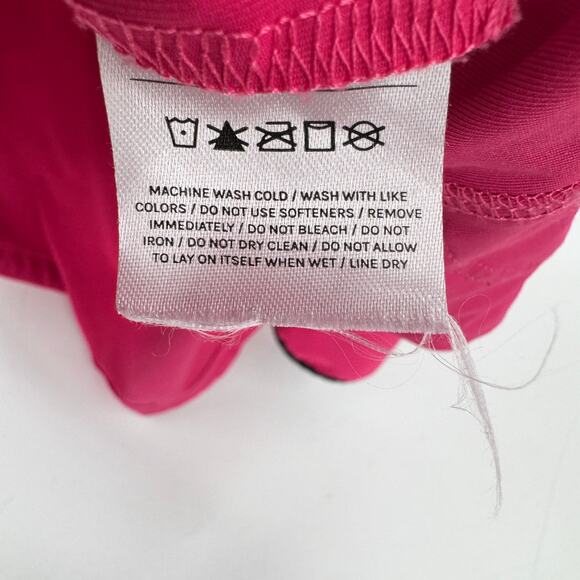 MACHINE WASH COLD / WASH WITH LIKE
COLORS / DO NOT USE SOFTENERS / REMOVE
IMMEDIATELY / DO NOT BLEACH / DO NOT
IRON / DO NOT DRY CLEAN / DO NOT ALLOW
TO LAY ON ITSELF WHEN WET / LINE DRY